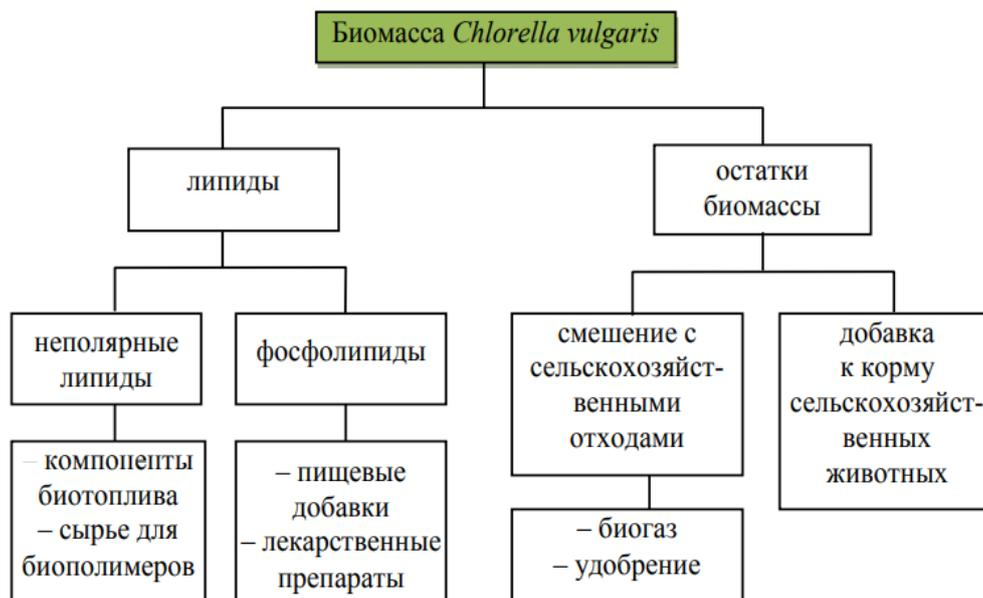 Биомасса Chlorella vulgaris
липиды
остатки
биомассы
неполярные
липиды
фосфолипиды
смешение с
сельскохозяйст-
венными
отходами
добавка
к корму
сельскохозяйст-
венных
животных
– компоненты
биотоплива
– сырье для
биополимеров
– пищевые
добавки
– лекарственные
препараты
– биогаз
– удобрение